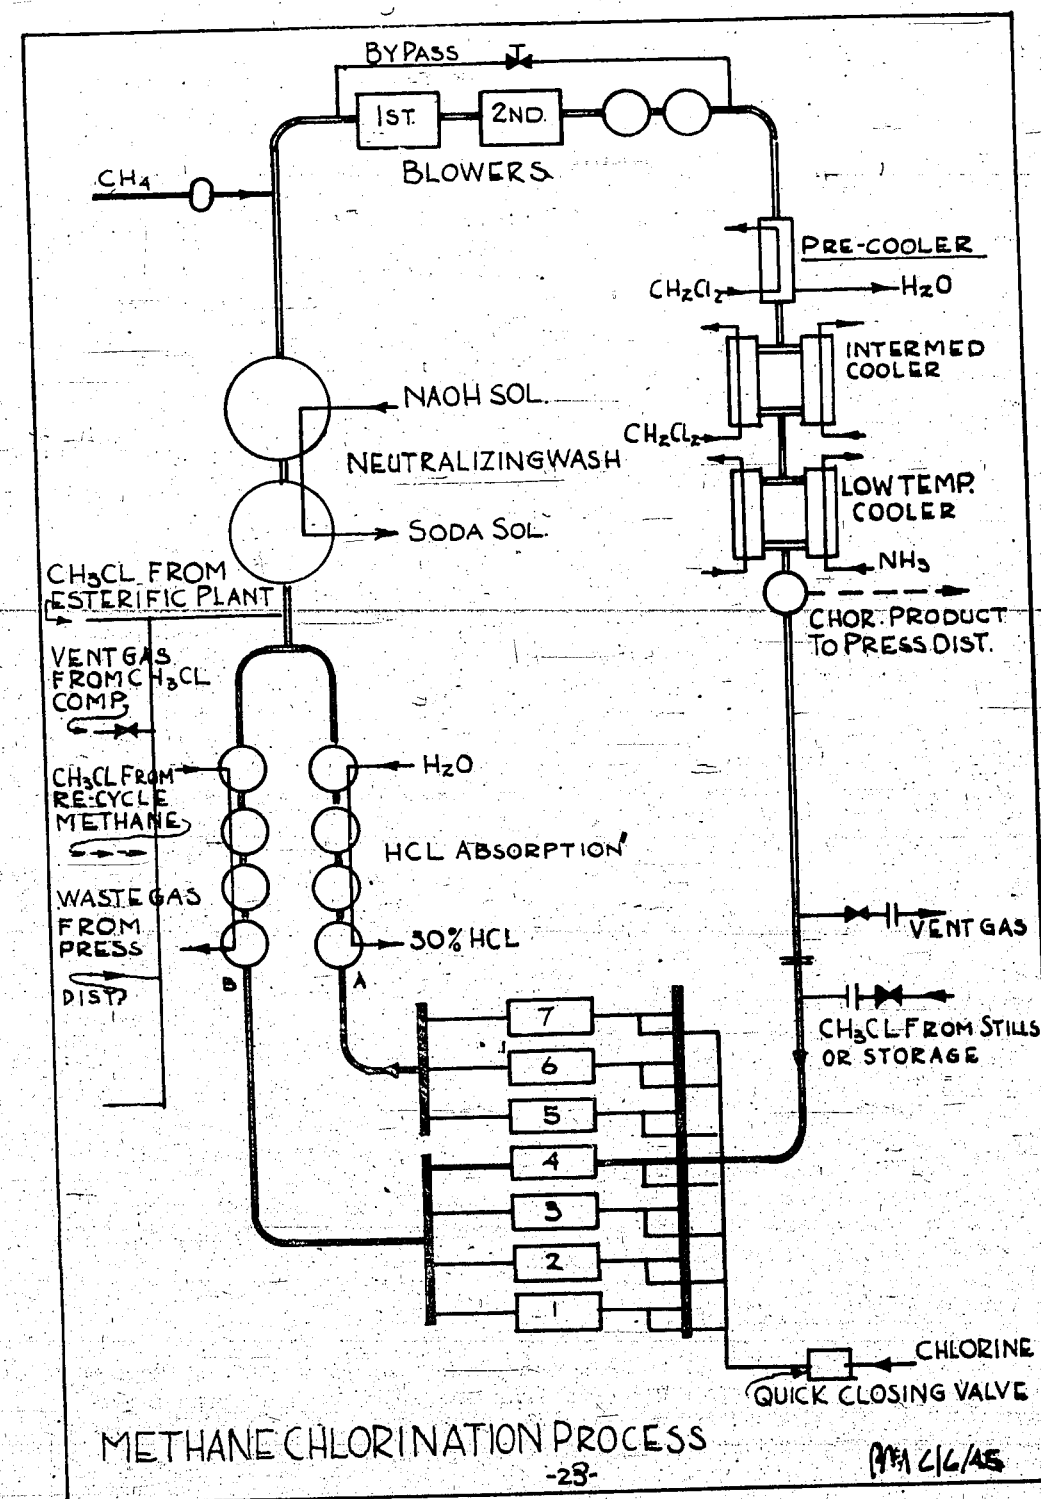 BYPASS
1ST.
2ND.
BLOWERS
CH4
PRE-COOLER
CH2Cl2
H2O
INTERMED
COOLER
NAOH SOL.
CH2Cl2
NEUTRALIZING WASH
LOW TEMP.
COOLER
SODA SOL.
NH3
CH3CL FROM
ESTERIFIC PLANT
CHOR. PRODUCT
TO PRESS. DIST.
VENT GAS
FROM CH3CL
COMP.
CH3CL FROM
RE-CYCLE
METHANE
H2O
HCL ABSORPTION
WASTE GAS
FROM
PRESS
DIST.
30% HCL
B
A
VENT GAS
CH3CL FROM STILLS
OR STORAGE
7
6
5
4
3
2
1
CHLORINE
QUICK CLOSING VALVE
METHANE CHLORINATION PROCESS
-23-